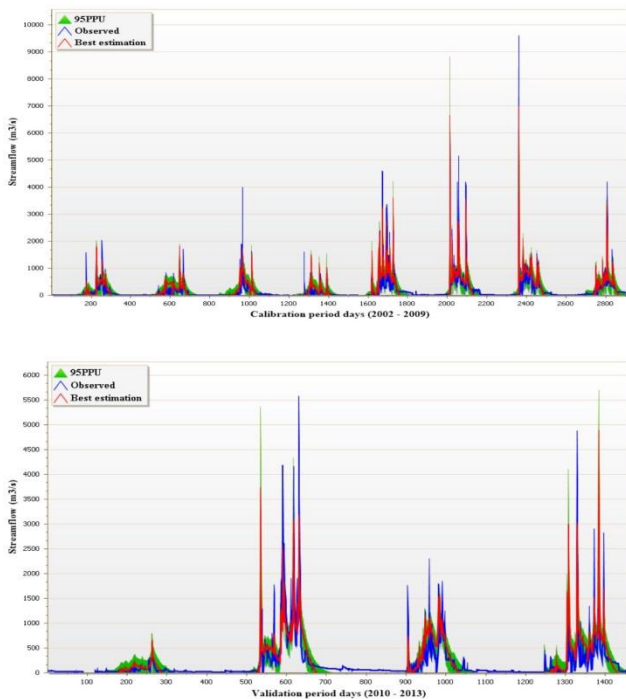 95PPU
Observed
Best estimation
Streamflow (m3/s)
10000
9000
8000
7000
6000
5000
4000
3000
2000
1000
0
200 400 600 800 1000 1200 1400 1600 1800 2000 2200 2400 2600 2800
Calibration period days (2002 - 2009)
95PPU
Observed
Best estimation
Streamflow (m3/s)
6000
5500
5000
4500
4000
3500
3000
2500
2000
1500
1000
500
0
100 200 300 400 500 600 700 800 900 1000 1100 1200 1300 1400
Validation period days (2010 - 2013)